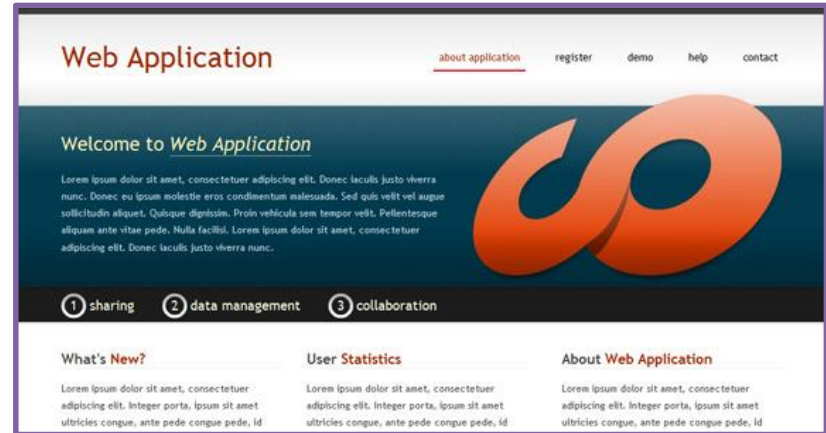 Web Application
about application register demo help contact
Welcome to Web Application
Lorem ipsum dolor sit amet, consectetuer adipiscing elit. Donec iaculis justo viverra
nunc. Donec eu ipsum molestie eros condimentum malesuada. Sed quis velit vel augue
sollicitudin aliquet. Quisque dignissim. Proin vehicula sem tempor velit. Pellentesque
aliquam ante vitae pede. Nulla facilisi. Lorem ipsum dolor sit amet, consectetuer
adipiscing elit. Donec iaculis justo viverra nunc.
1 sharing 2 data management 3 collaboration
What's New?
Lorem ipsum dolor sit amet, consectetuer
adipiscing elit. Integer porta, ipsum sit amet
ultricies congue, ante pede congue pede, id
User Statistics
Lorem ipsum dolor sit amet, consectetuer
adipiscing elit. Integer porta, ipsum sit amet
ultricies congue, ante pede congue pede, id
About Web Application
Lorem ipsum dolor sit amet, consectetuer
adipiscing elit. Integer porta, ipsum sit amet
ultricies congue, ante pede congue pede, id